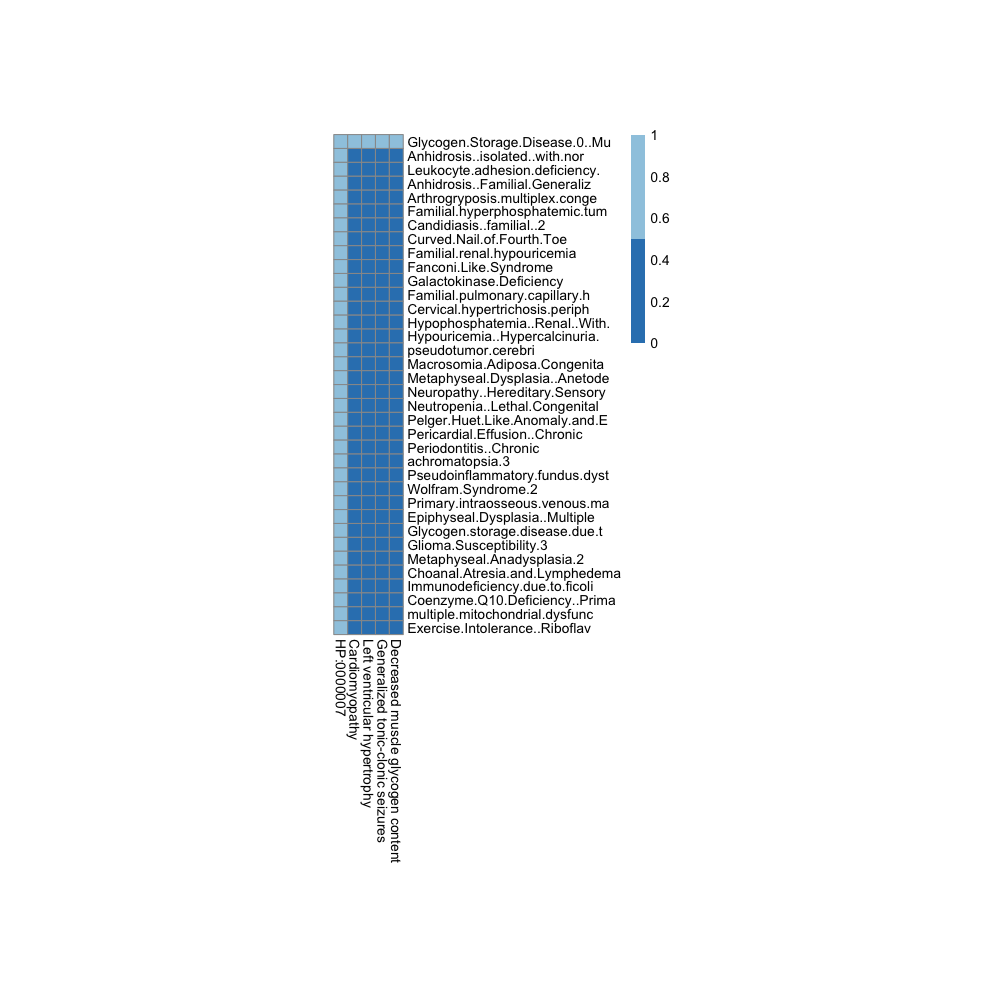 Glycogen.Storage.Disease.0..Mu
Anhidrosis..isolated..with.nor
Leukocyte.adhesion.deficiency.
Anhidrosis..Familial.Generaliz
Arthrogryposis.multiplex.conge
Familial.hyperphosphatemic.tum
Candidiasis..familial..2
Curved.Nail.of.Fourth.Toe
Familial.renal.hypouricemia
Fanconi.Like.Syndrome
Galactokinase.Deficiency
Familial.pulmonary.capillary.h
Cervical.hypertrichosis.periph
Hypophosphatemia..Renal..With.
Hypouricemia..Hypercalcinuria.
pseudotumor.cerebri
Macrosomia.Adiposa.Congenita
Metaphyseal.Dysplasia..Anetode
Neuropathy..Hereditary.Sensory
Neutropenia..Lethal.Congenital
Pelger.Huet.Like.Anomaly.and.E
Pericardial.Effusion..Chronic
Periodontitis..Chronic
achromatopsia.3
Pseudoinflammatory.fundus.dyst
Wolfram.Syndrome.2
Primary.intraosseous.venous.ma
Epiphyseal.Dysplasia..Multiple
Glycogen.storage.disease.due.t
Glioma.Susceptibility.3
Metaphyseal.Anadysplasia.2
Choanal.Atresia.and.Lymphedema
Immunodeficiency.due.to.ficoli
Coenzyme.Q10.Deficiency..Prima
multiple.mitochondrial.dysfunc
Exercise.Intolerance..Riboflav
1
0.8
0.6
0.4
0.2
0
HP:0000007
Cardiomyopathy
Left ventricular hypertrophy
Generalized tonic-clonic seizures
Decreased muscle glycogen content